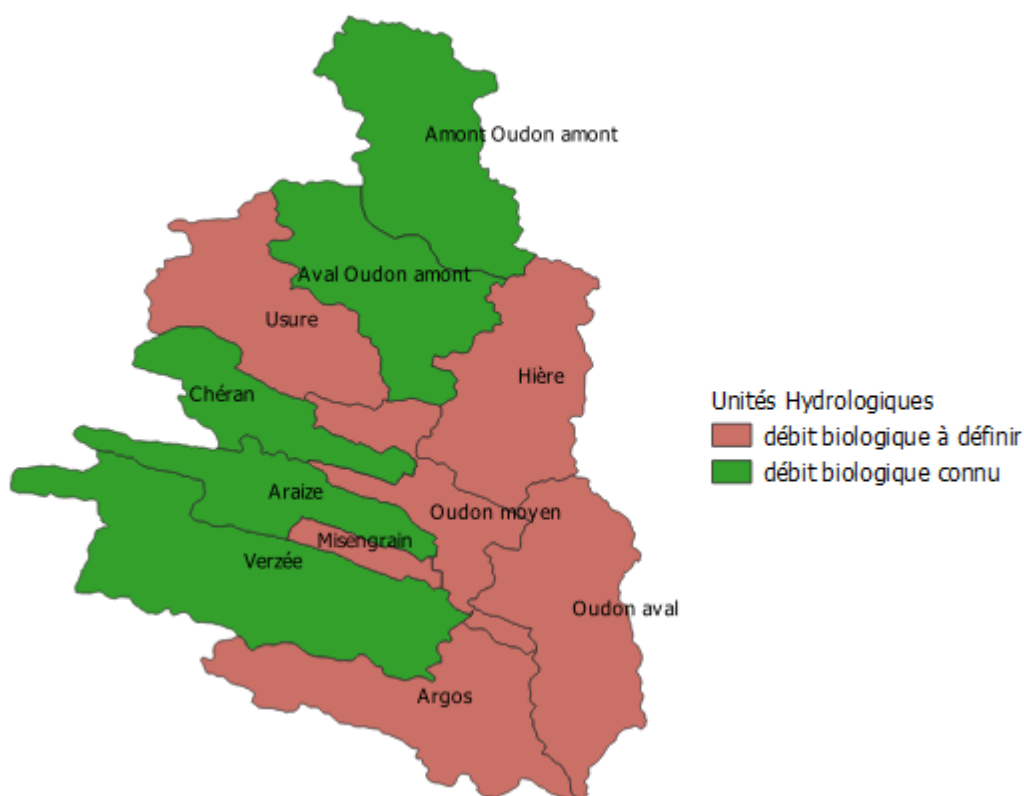 Amont Oudon amont
Aval Oudon amont
Usure
Hière
Chéran
Araize
Oudon moyen
Misengrain
Verzée
Oudon aval
Argos
Unités Hydrologiques
débit biologique à définir
débit biologique connu